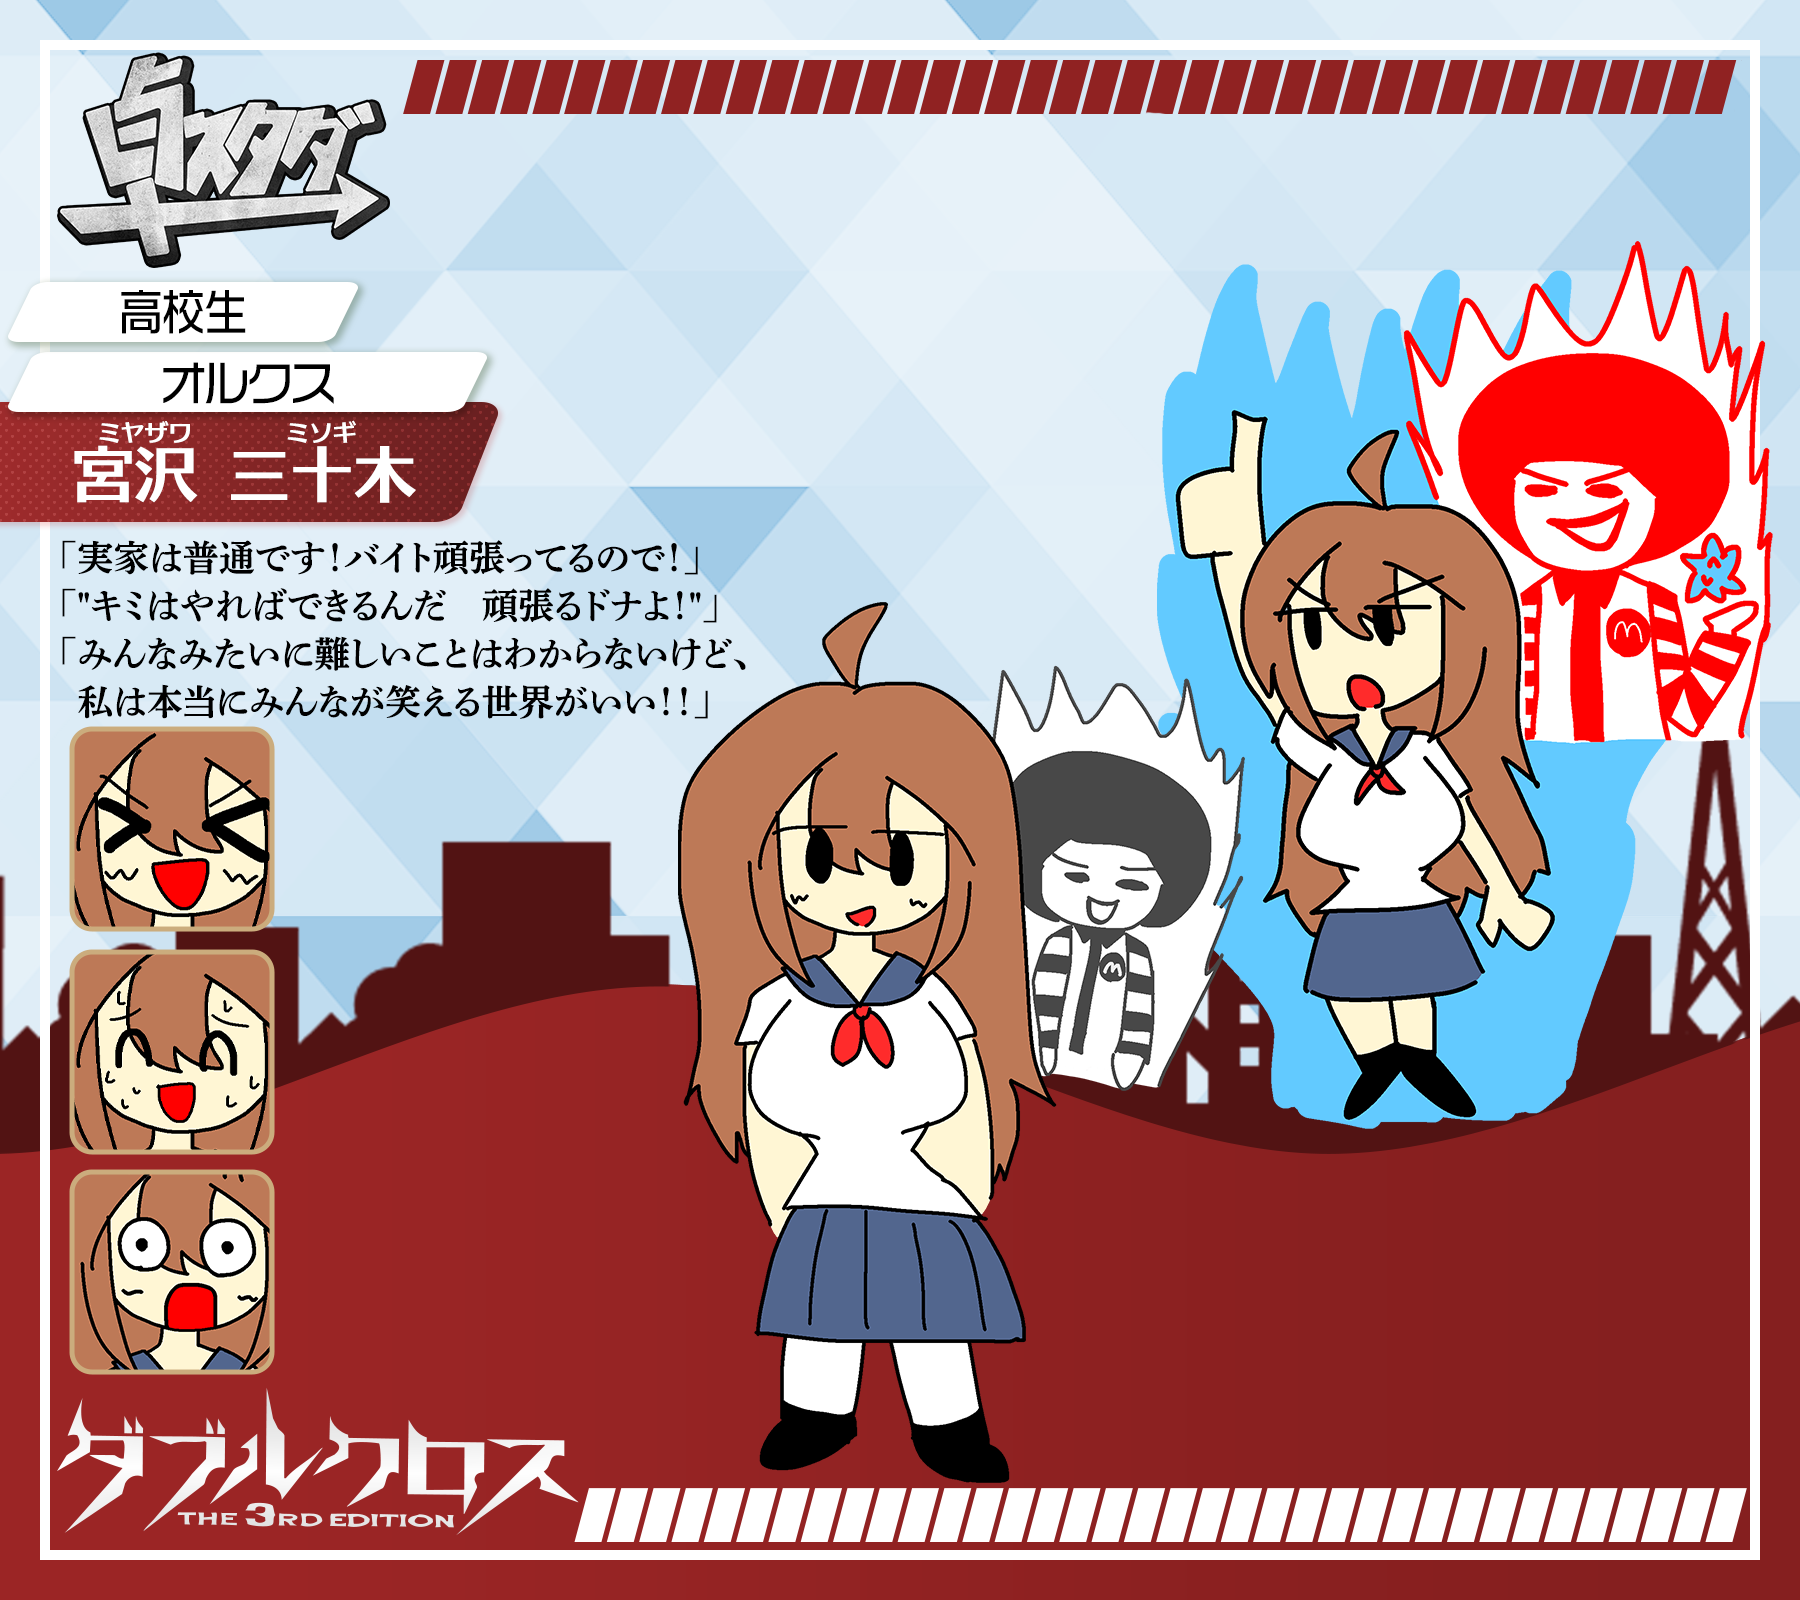 卓スタダ
高校生
オルクス
ミヤザワ ミソギ
宮沢 三十木
「実家は普通です！バイト頑張ってるので！」
「"キミはやればできるんだ　頑張るドナよ！"」
「みんなみたいに難しいことはわからないけど、
私は本当にみんなが笑える世界がいい！！」
M
M
ダブルクロス
THE 3RD EDITION